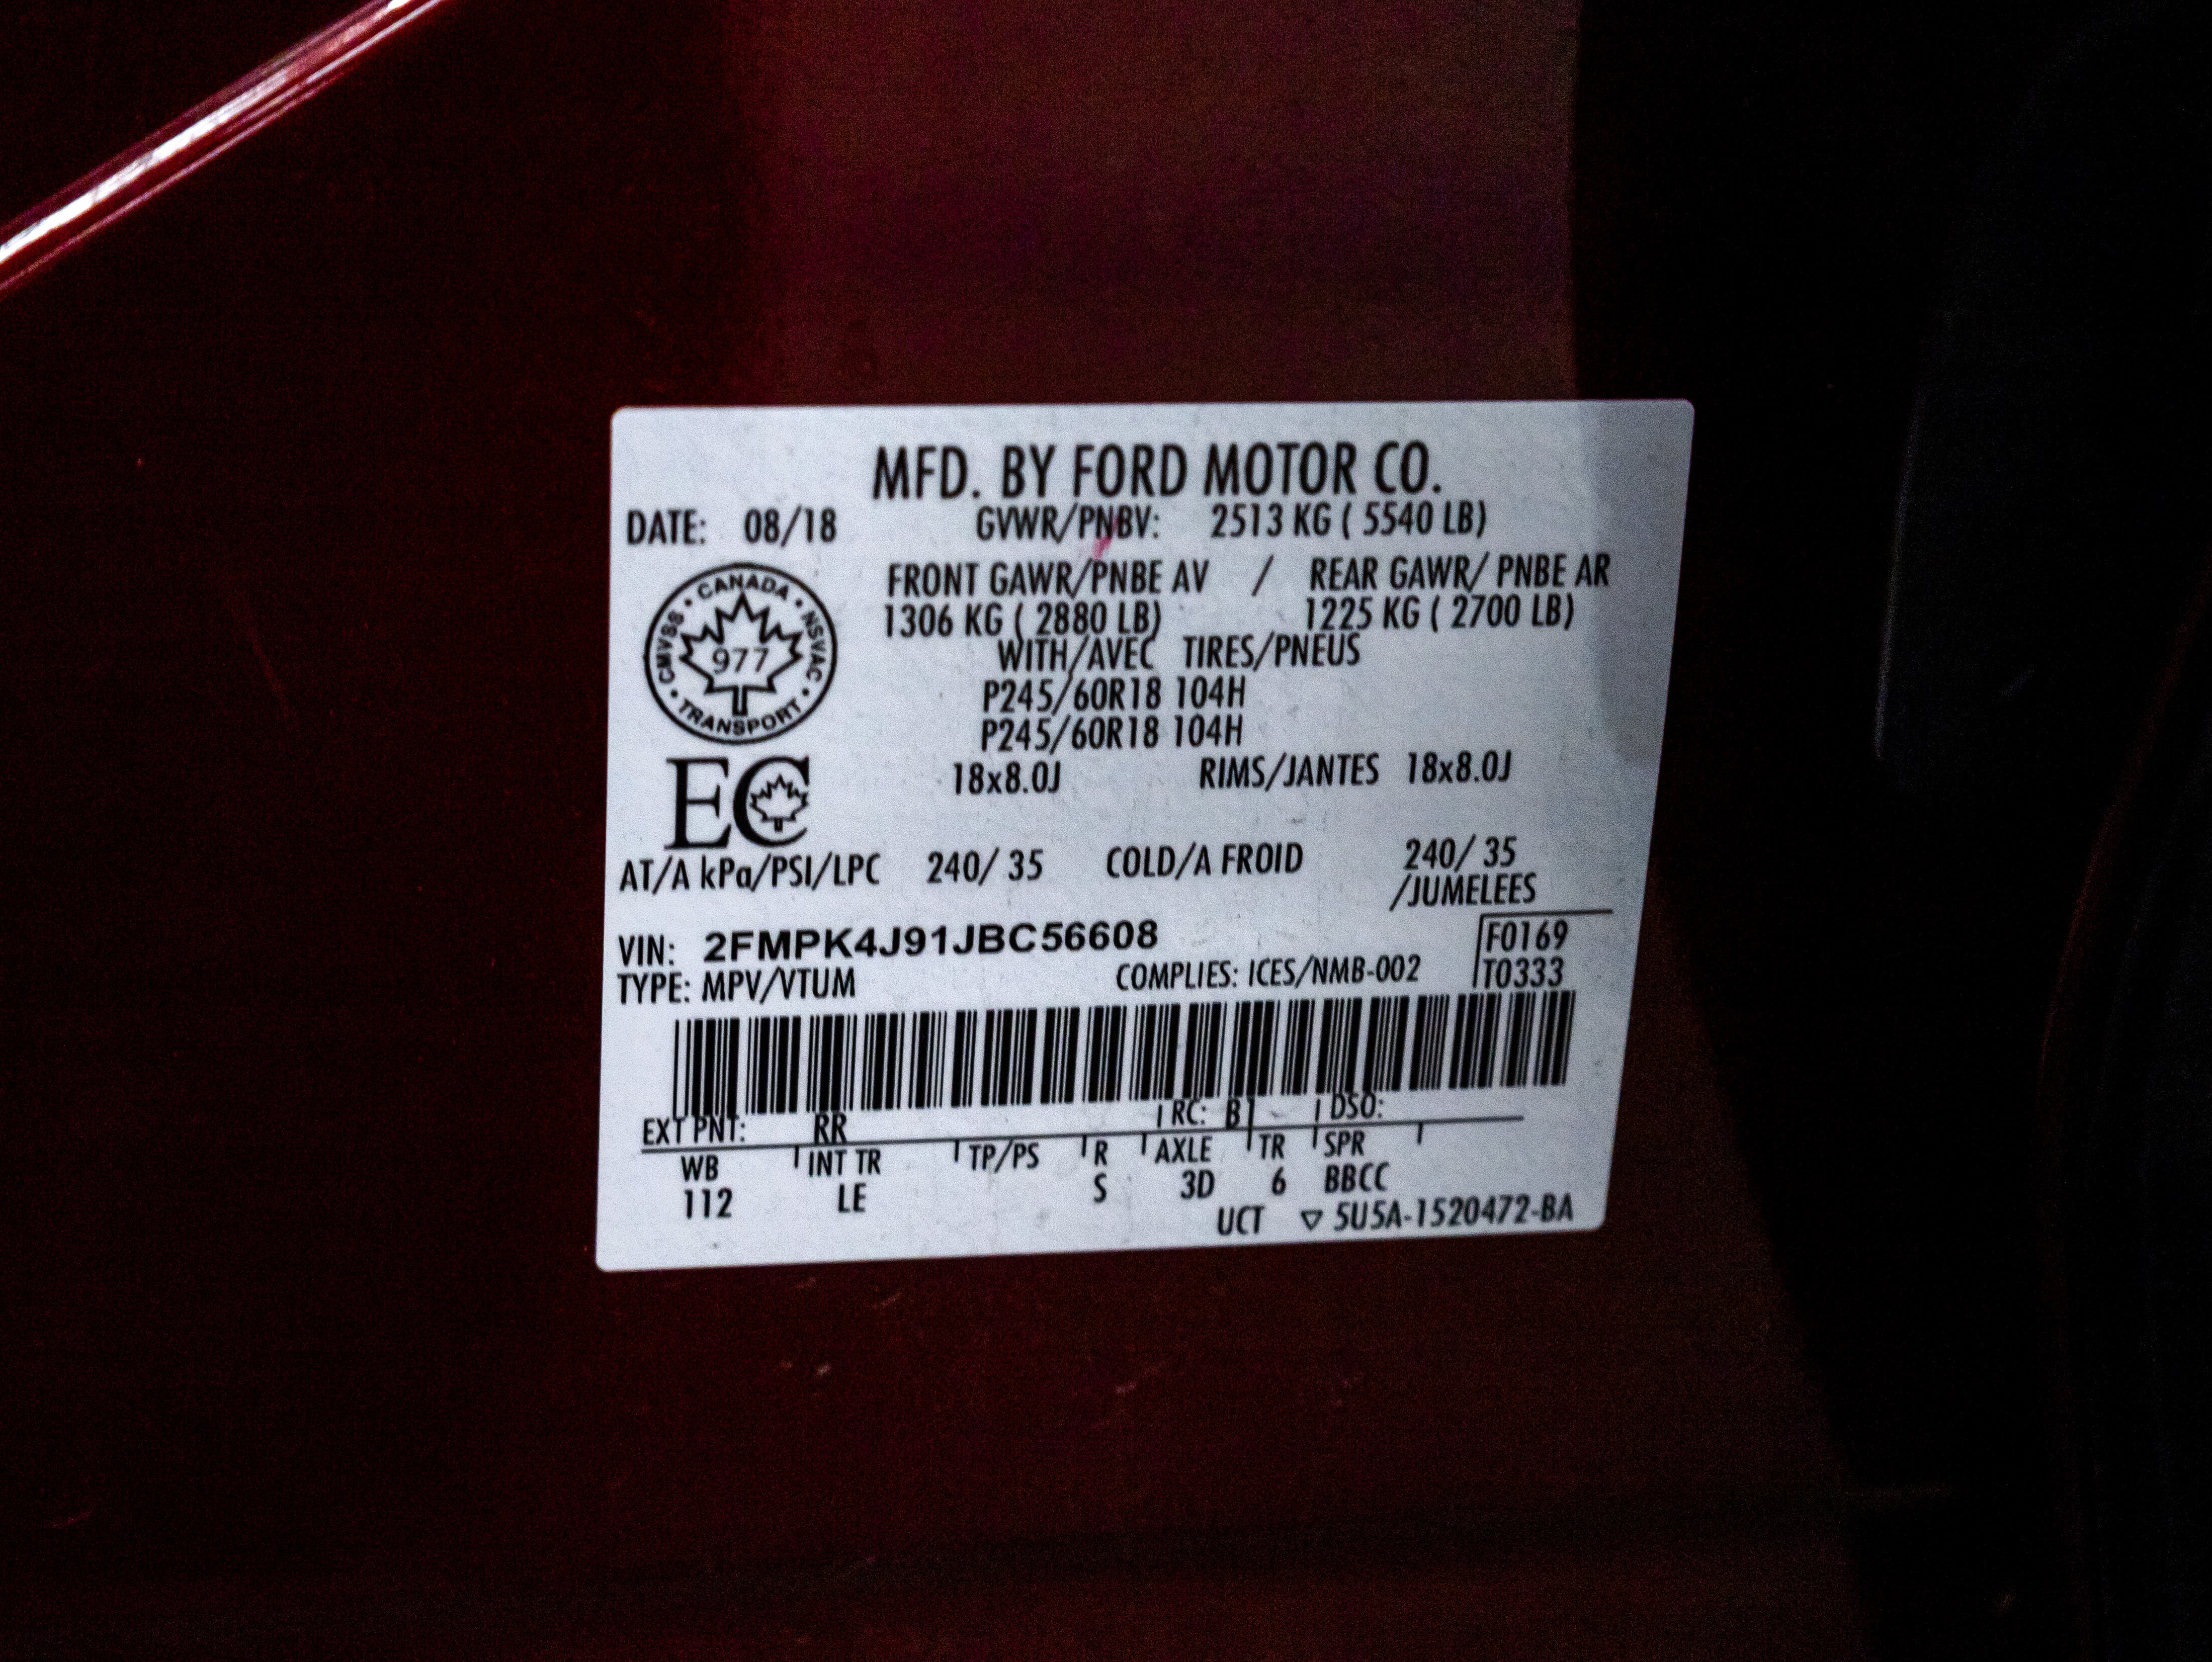 MFD. BY FORD MOTOR CO.
DATE: 08/18 GVWR/PNBV: 2513 KG ( 5540 LB)
FRONT GAWR/PNBE AV / REAR GAWR/ PNBE AR
1306 KG ( 2880 LB) 1225 KG ( 2700 LB)
WITH/AVEC TIRES/PNEUS
P245/60R18 104H
P245/60R18 104H
18x8.0J RIMS/JANTES 18x8.0J
CANADA • NSVAC • TRANSPORT • CMVSS •
977
EC
AT/A kPa/PSI/LPC 240/ 35 COLD/A FROID 240/ 35
/JUMELEES
VIN: 2FMPK4J91JBC56608 F0169
TYPE: MPV/VTUM COMPLIES: ICES/NMB-002 T0333
EXT PNT: RR RC: B1 DSO:
WB INT TR TP/PS R AXLE TR SPR
112 LE S 3D 6 BBCC
UCT ▽ 5U5A-1520472-BA